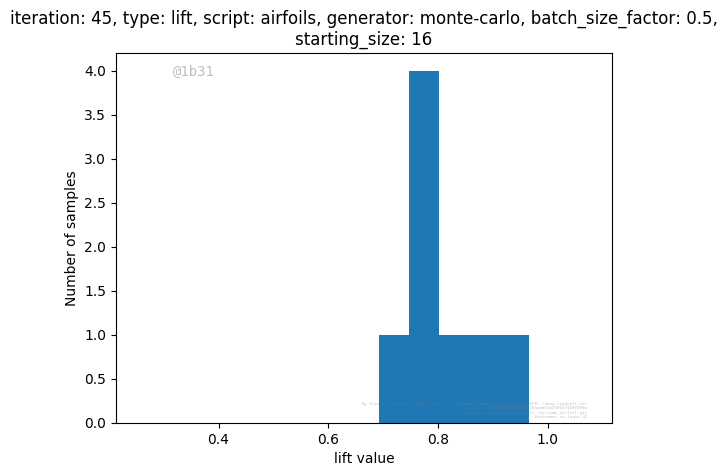 iteration: 45, type: lift, script: airfoils, generator: monte-carlo, batch_size_factor: 0.5,
starting_size: 16
@1b31
4.0
3.5
3.0
2.5
2.0
1.5
1.0
0.5
0.0
Number of samples
0.4
0.6
0.8
1.0
lift value